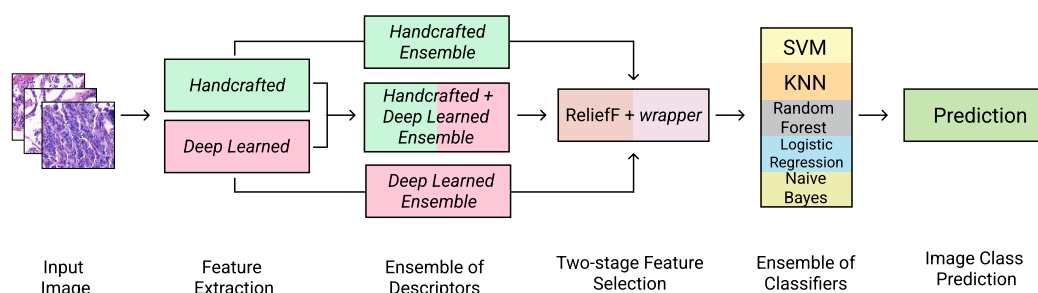 Handcrafted
Ensemble
Handcrafted
Deep Learned
Handcrafted +
Deep Learned
Ensemble
Deep Learned
Ensemble
ReliefF + wrapper
SVM
KNN
Random
Forest
Logistic
Regression
Naive
Bayes
Prediction
Input
Image
Feature
Extraction
Ensemble of
Descriptors
Two-stage Feature
Selection
Ensemble of
Classifiers
Image Class
Prediction